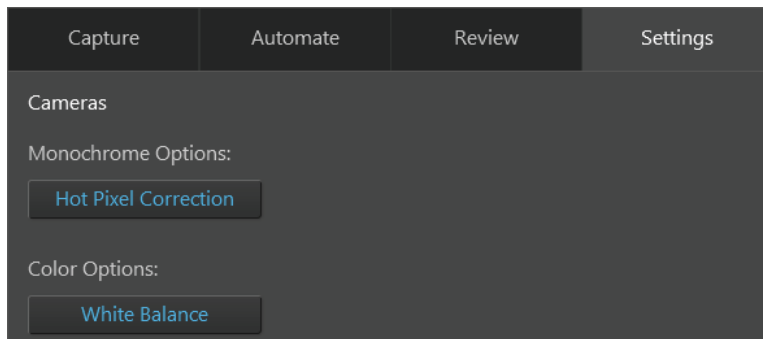 Capture Automate Review Settings
Cameras
Monochrome Options:
Hot Pixel Correction
Color Options:
White Balance